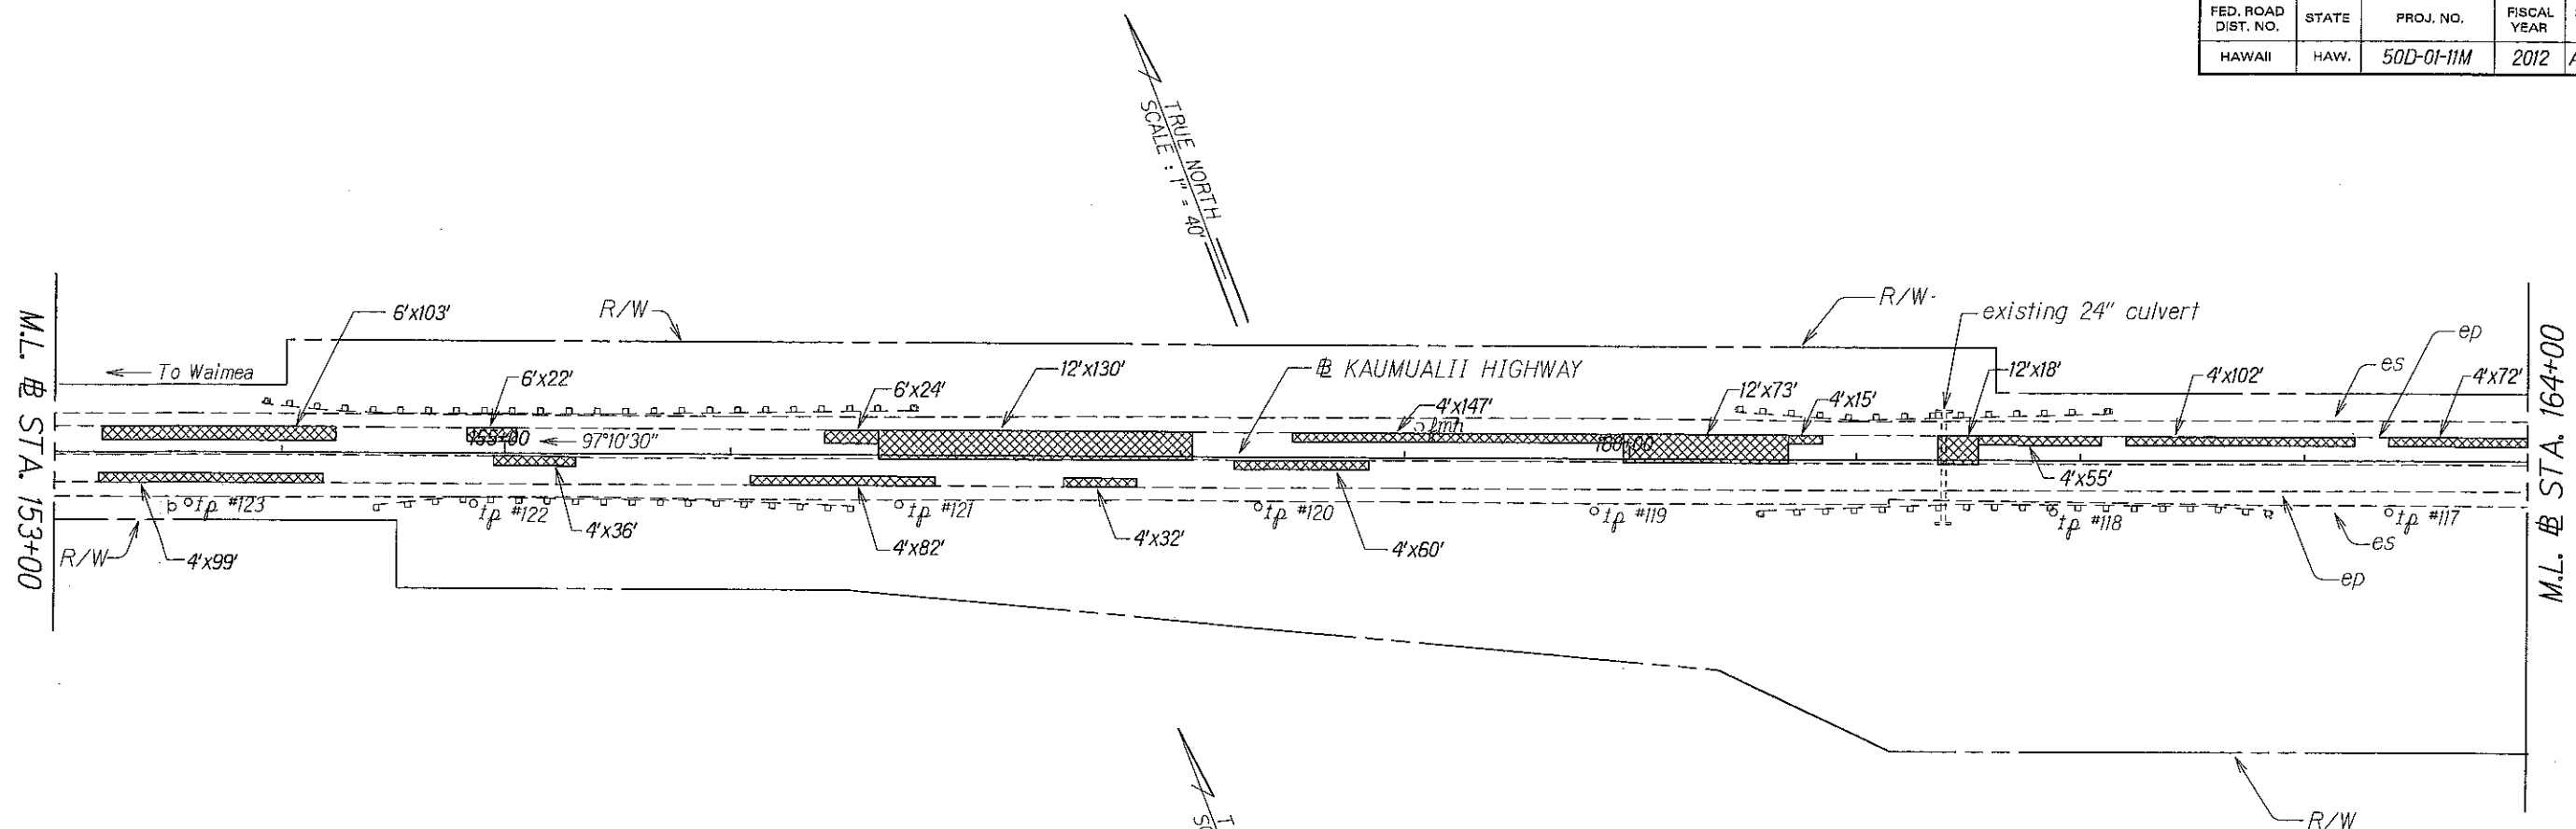 FED. ROAD DIST. NO. STATE PROJ. NO. FISCAL YEAR
HAWAII HAW. 50D-01-11M 2012
TRUE NORTH
SCALE : 1" = 40'
M.L. ℄ STA. 153+00
M.L. ℄ STA. 164+00
6'x103'
R/W
R/W
existing 24" culvert
ep
To Waimea
6'x22'
6'x24'
12'x130'
℄ KAUMUALII HIGHWAY
4'x147'
12'x73'
4'x15'
12'x18'
4'x102'
es
4'x72'
155+00
97°10'30"
5 fmh
160+00
4'x55'
tp #123
tp #122
tp #121
tp #120
tp #119
tp #118
tp #117
R/W
4'x99'
4'x36'
4'x82'
4'x32'
4'x60'
es
ep
R/W